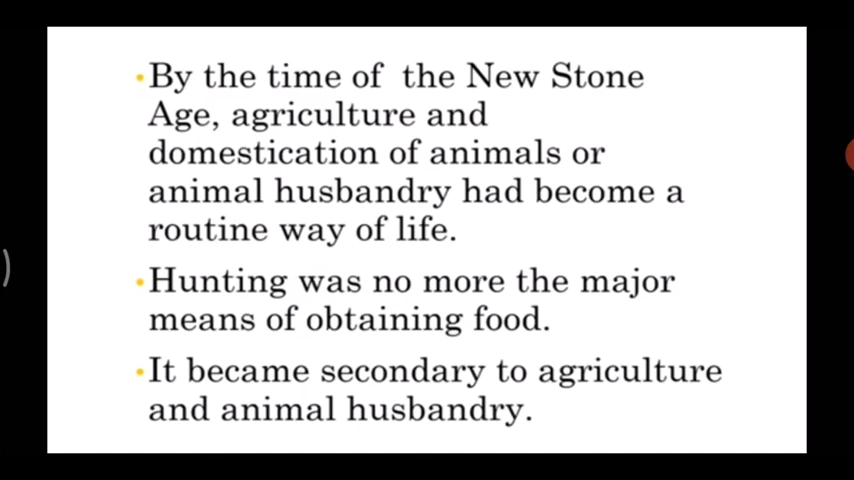 •By the time of  the New Stone
Age, agriculture and
domestication of animals or
animal husbandry had become a
routine way of life.
•Hunting was no more the major
means of obtaining food.
•It became secondary to agriculture
and animal husbandry.